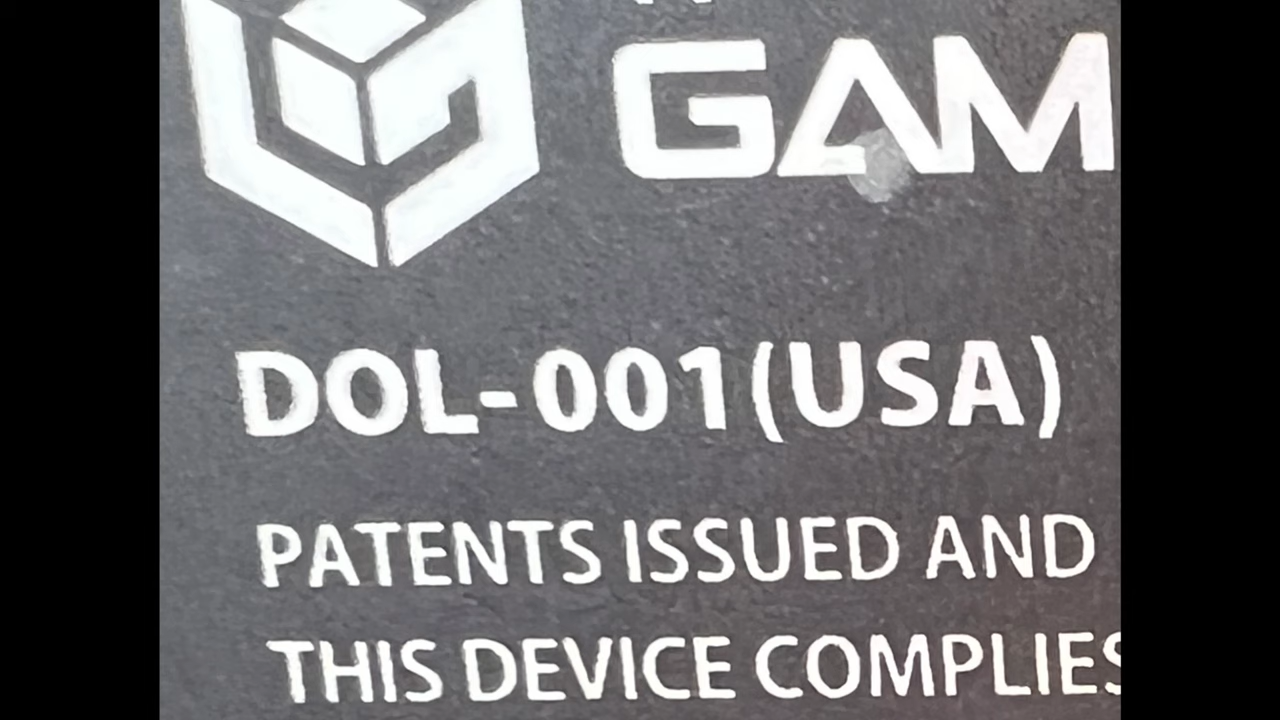 GAM
DOL-001(USA)
PATENTS ISSUED AND
THIS DEVICE COMPLIES